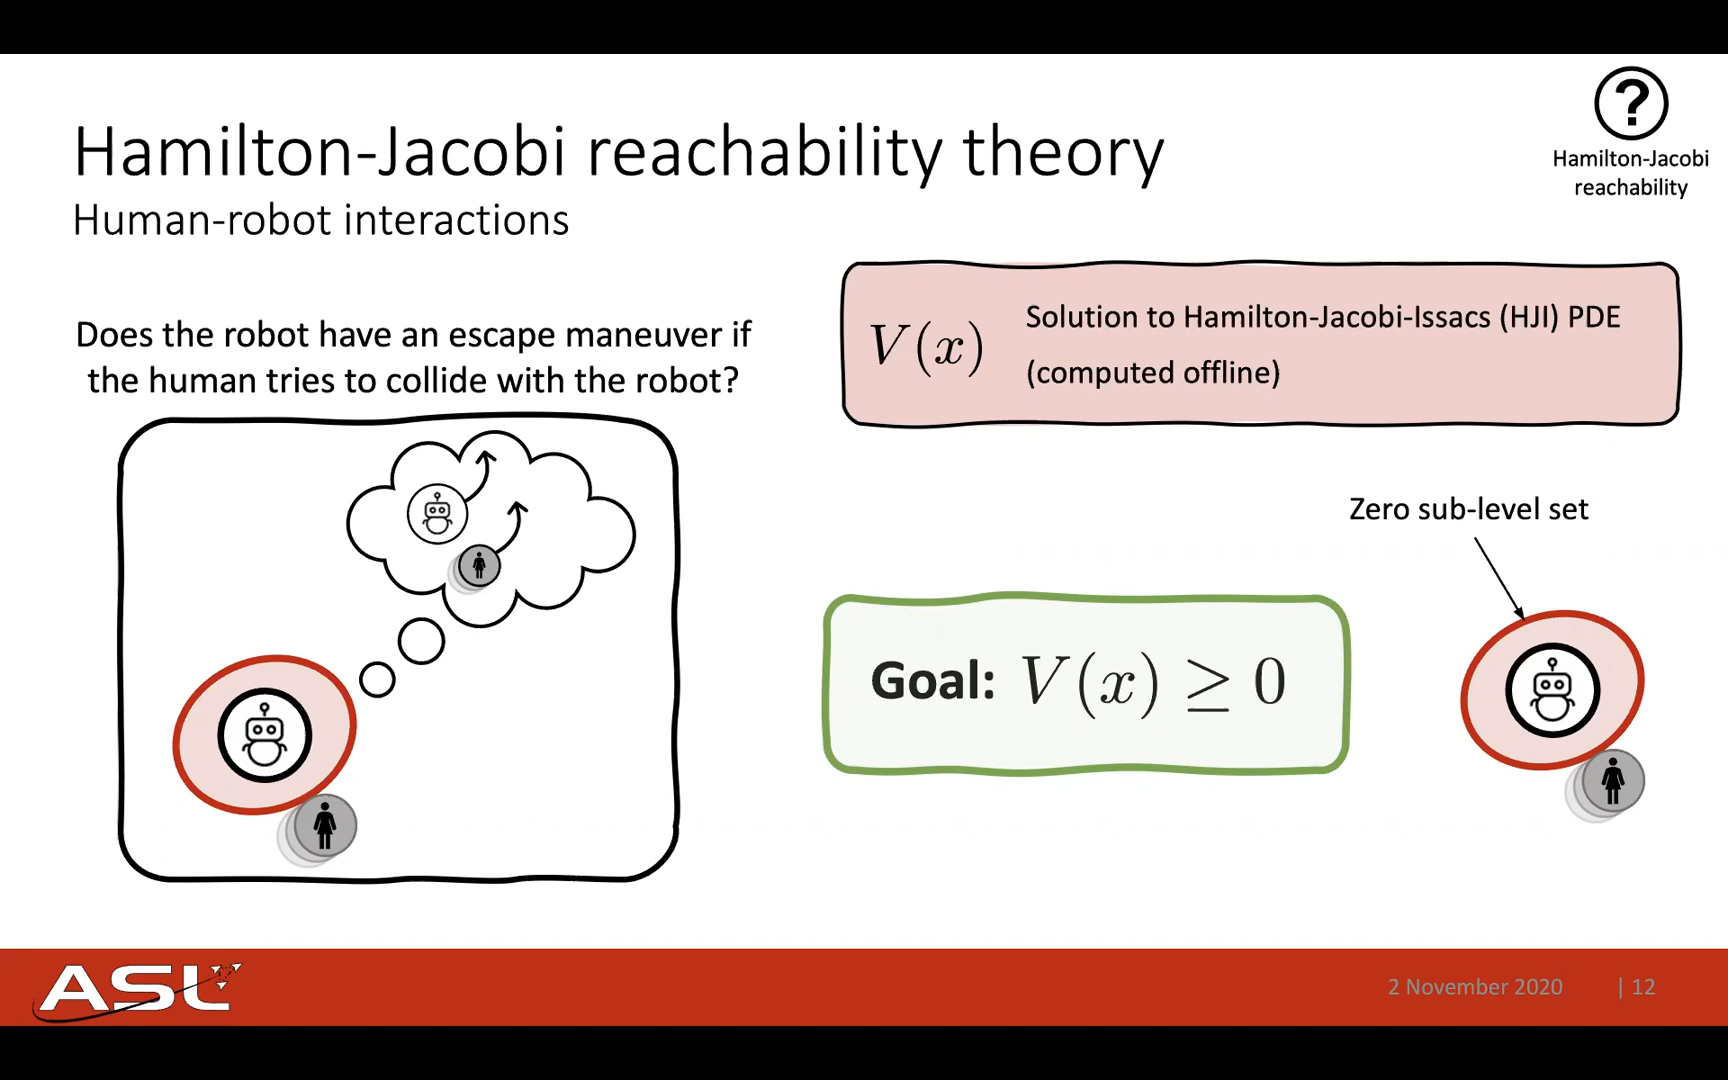 Hamilton-Jacobi reachability theory
Human-robot interactions
?
Hamilton-Jacobi
reachability
Does the robot have an escape maneuver if
the human tries to collide with the robot?
V(x)
Solution to Hamilton-Jacobi-Issacs (HJI) PDE
(computed offline)
Zero sub-level set
Goal: V(x) ≥ 0
ASL
2 November 2020 | 12